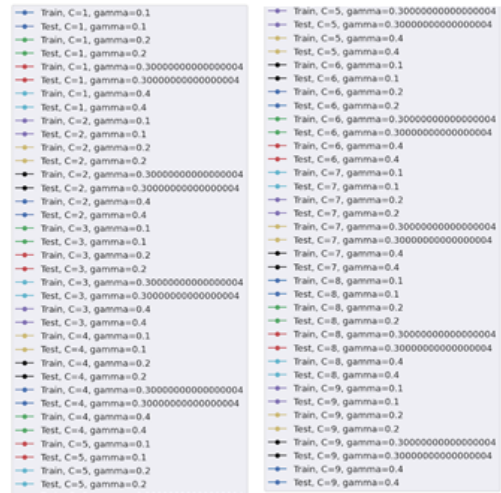 Train, C=1, gamma=0.1
Test, C=1, gamma=0.1
Train, C=1, gamma=0.2
Test, C=1, gamma=0.2
Train, C=1, gamma=0.30000000000000004
Test, C=1, gamma=0.30000000000000004
Train, C=1, gamma=0.4
Test, C=1, gamma=0.4
Train, C=2, gamma=0.1
Test, C=2, gamma=0.1
Train, C=2, gamma=0.2
Test, C=2, gamma=0.2
Train, C=2, gamma=0.30000000000000004
Test, C=2, gamma=0.30000000000000004
Train, C=2, gamma=0.4
Test, C=2, gamma=0.4
Train, C=3, gamma=0.1
Test, C=3, gamma=0.1
Train, C=3, gamma=0.2
Test, C=3, gamma=0.2
Train, C=3, gamma=0.30000000000000004
Test, C=3, gamma=0.30000000000000004
Train, C=3, gamma=0.4
Test, C=3, gamma=0.4
Train, C=4, gamma=0.1
Test, C=4, gamma=0.1
Train, C=4, gamma=0.2
Test, C=4, gamma=0.2
Train, C=4, gamma=0.30000000000000004
Test, C=4, gamma=0.30000000000000004
Train, C=4, gamma=0.4
Test, C=4, gamma=0.4
Train, C=5, gamma=0.1
Test, C=5, gamma=0.1
Train, C=5, gamma=0.2
Test, C=5, gamma=0.2
Train, C=5, gamma=0.30000000000000004
Test, C=5, gamma=0.30000000000000004
Train, C=5, gamma=0.4
Test, C=5, gamma=0.4
Train, C=6, gamma=0.1
Test, C=6, gamma=0.1
Train, C=6, gamma=0.2
Test, C=6, gamma=0.2
Train, C=6, gamma=0.30000000000000004
Test, C=6, gamma=0.30000000000000004
Train, C=6, gamma=0.4
Test, C=6, gamma=0.4
Train, C=7, gamma=0.1
Test, C=7, gamma=0.1
Train, C=7, gamma=0.2
Test, C=7, gamma=0.2
Train, C=7, gamma=0.30000000000000004
Test, C=7, gamma=0.30000000000000004
Train, C=7, gamma=0.4
Test, C=7, gamma=0.4
Train, C=8, gamma=0.1
Test, C=8, gamma=0.1
Train, C=8, gamma=0.2
Test, C=8, gamma=0.2
Train, C=8, gamma=0.30000000000000004
Test, C=8, gamma=0.30000000000000004
Train, C=8, gamma=0.4
Test, C=8, gamma=0.4
Train, C=9, gamma=0.1
Test, C=9, gamma=0.1
Train, C=9, gamma=0.2
Test, C=9, gamma=0.2
Train, C=9, gamma=0.30000000000000004
Test, C=9, gamma=0.30000000000000004
Train, C=9, gamma=0.4
Test, C=9, gamma=0.4